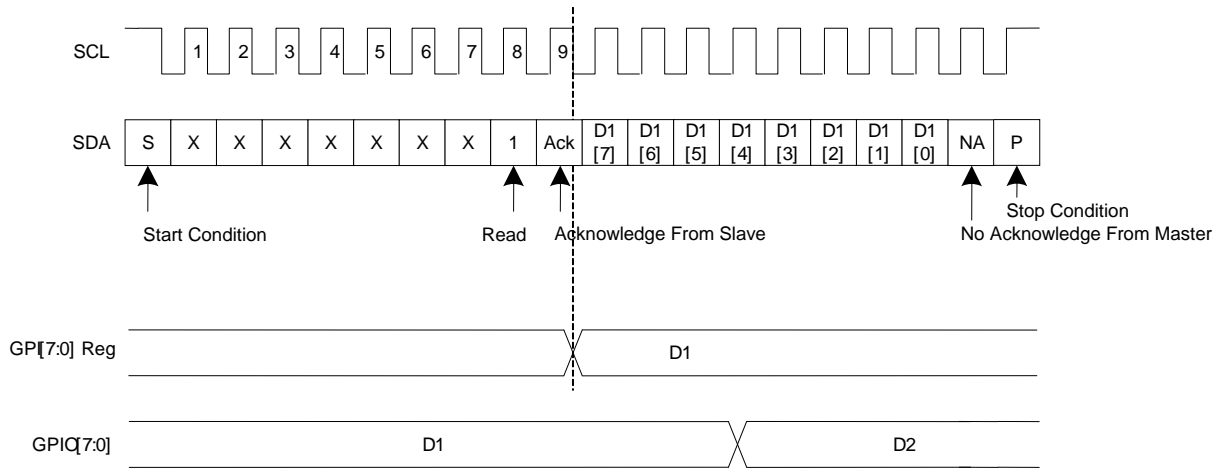 SCL 1 2 3 4 5 6 7 8 9
SDA S X X X X X X X 1 Ack D1 [7] D1 [6] D1 [5] D1 [4] D1 [3] D1 [2] D1 [1] D1 [0] NA P
Start Condition
Read
Acknowledge From Slave
Stop Condition
No Acknowledge From Master
GPI[7:0] Reg D1
GPIO[7:0] D1 D2